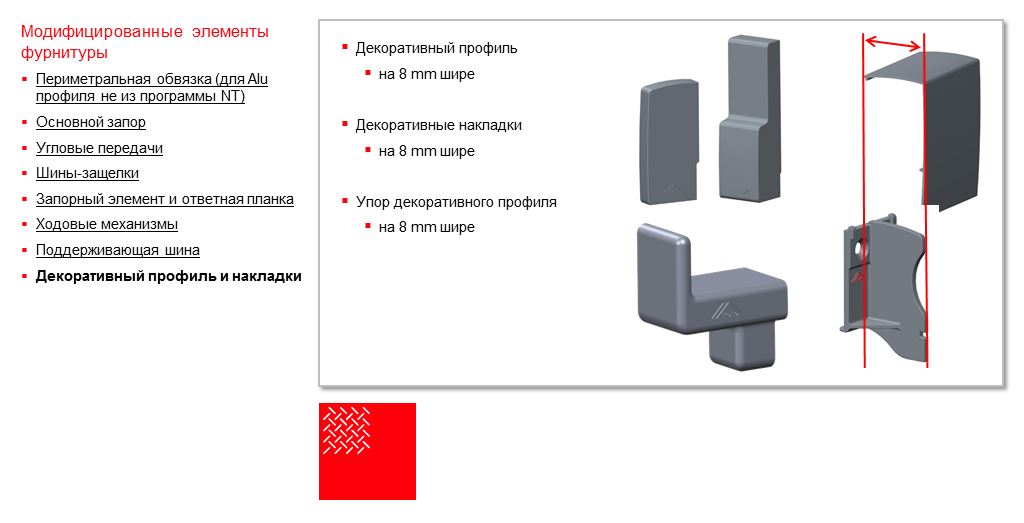 Модифицированные элементы
фурнитуры
Периметральная обвязка (для Alu
профиля не из программы NT)
Основной запор
Угловые передачи
Шины-защелки
Запорный элемент и ответная планка
Ходовые механизмы
Поддерживающая шина
Декоративный профиль и накладки
Декоративный профиль
на 8 mm шире
Декоративные накладки
на 8 mm шире
Упор декоративного профиля
на 8 mm шире